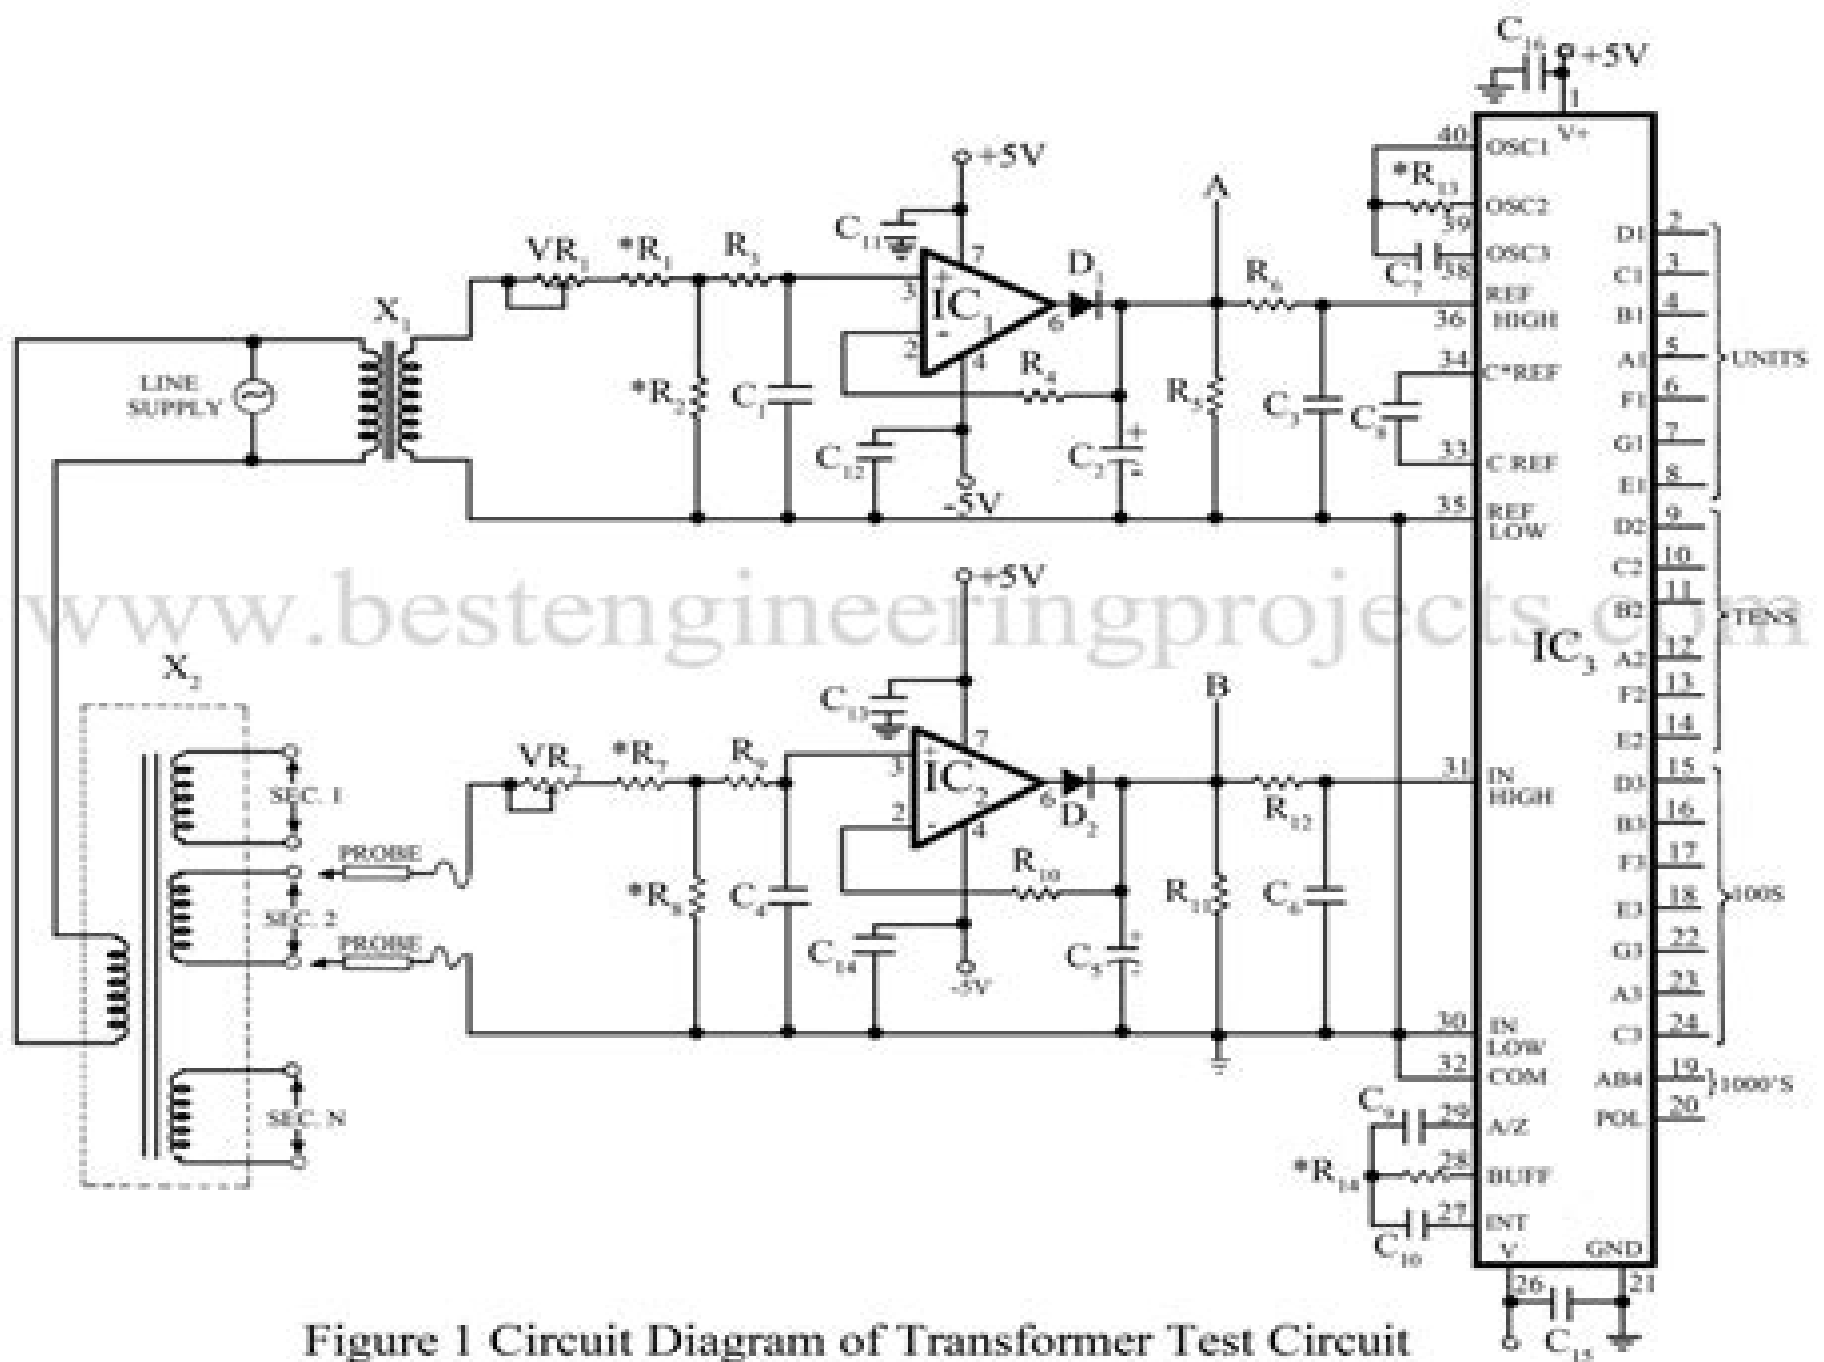 C16
+5V
1
V+
40
OSC1
*R13
OSC2
39
OSC3
38
C7
+5V
C11
7
A
VR1
*R1
R3
+
3
IC1
-
2
6
4
D1
R6
REF
HIGH
36
X1
LINE
SUPPLY
*R2
C1
R4
R5
C3
34
C*REF
C8
33
C REF
C12
C2
+
-
-5V
35
REF
LOW
D1
2
C1
3
B1
4
A1
5
F1
6
G1
7
E1
8
UNITS
D2
9
C2
10
B2
11
A2
12
F2
13
E2
14
TENS
www.bestengineeringprojects.com
IC3
+5V
X2
C13
7
B
VR2
*R7
R9
+
3
IC2
-
2
6
4
D2
R12
31
IN
HIGH
SEC. 1
PROBE
SEC. 2
PROBE
*R8
C4
R10
R11
C6
C14
C5
+
-
-5V
SEC. N
30
IN
LOW
32
COM
D3
15
B3
16
F3
17
E3
18
G3
22
A3
23
C3
24
100S
AB4
19
1000'S
POL
20
C9
29
A/Z
*R14
28
BUFF
27
INT
C10
V
GND
26
21
C15
Figure 1 Circuit Diagram of Transformer Test Circuit